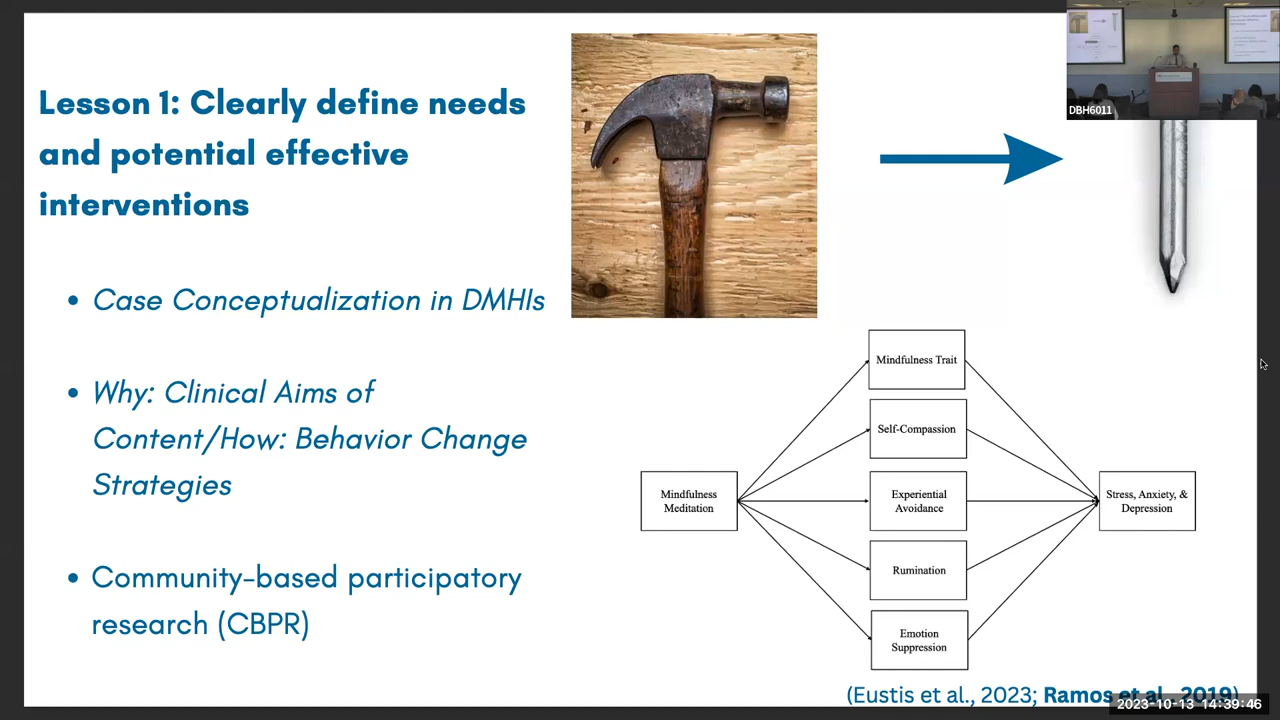 Lesson 1: Clearly define needs
and potential effective
interventions
• Case Conceptualization in DMHIs
• Why: Clinical Aims of
Content/How: Behavior Change
Strategies
• Community-based participatory
research (CBPR)
DBH6011
Mindfulness Trait
Self-Compassion
Mindfulness
Meditation
Experiential
Avoidance
Stress, Anxiety, &
Depression
Rumination
Emotion
Suppression
(Eustis et al., 2023; Ramos et al., 2019)
2023-10-13 14:39:46